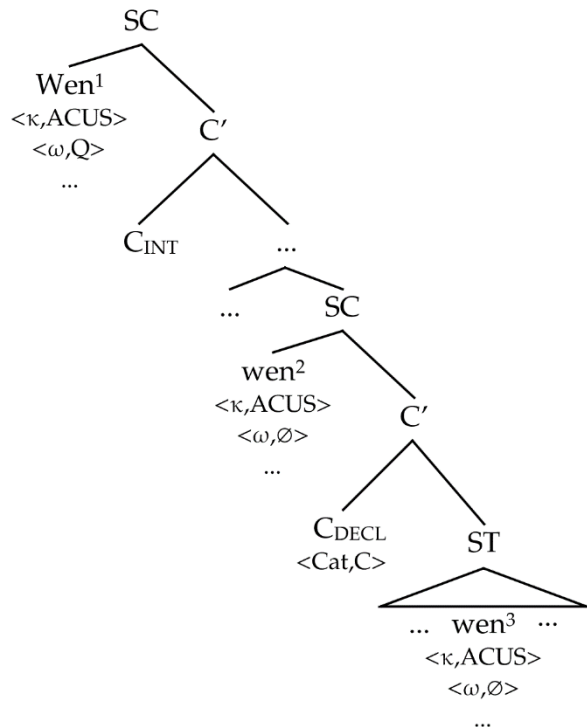 SC
Wen¹
<κ,ACUS>
<ω,Q>
...
C′
C_INT
...
...
SC
wen²
<κ,ACUS>
<ω,∅>
...
C′
C_DECL
<Cat,C>
ST
... wen³ ...
<κ,ACUS>
<ω,∅>
...